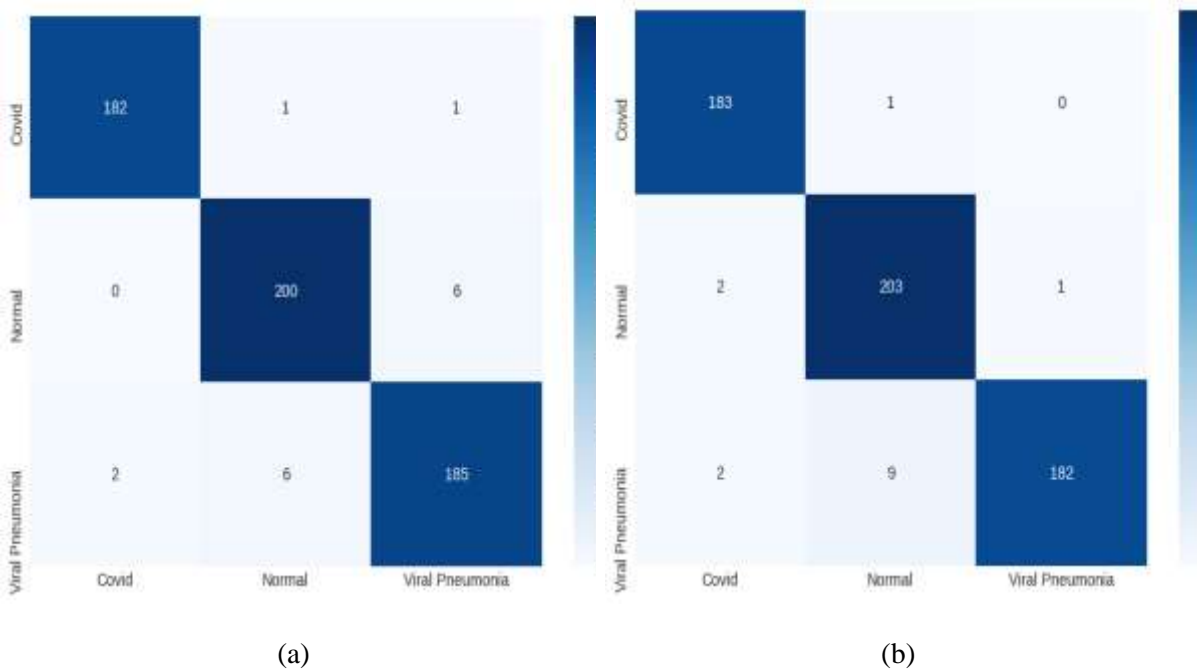 Covid 182 1 1
Normal 0 200 6
Viral Pneumonia 2 6 185
Covid Normal Viral Pneumonia
(a)
Covid 183 1 0
Normal 2 203 1
Viral Pneumonia 2 9 182
Covid Normal Viral Pneumonia
(b)